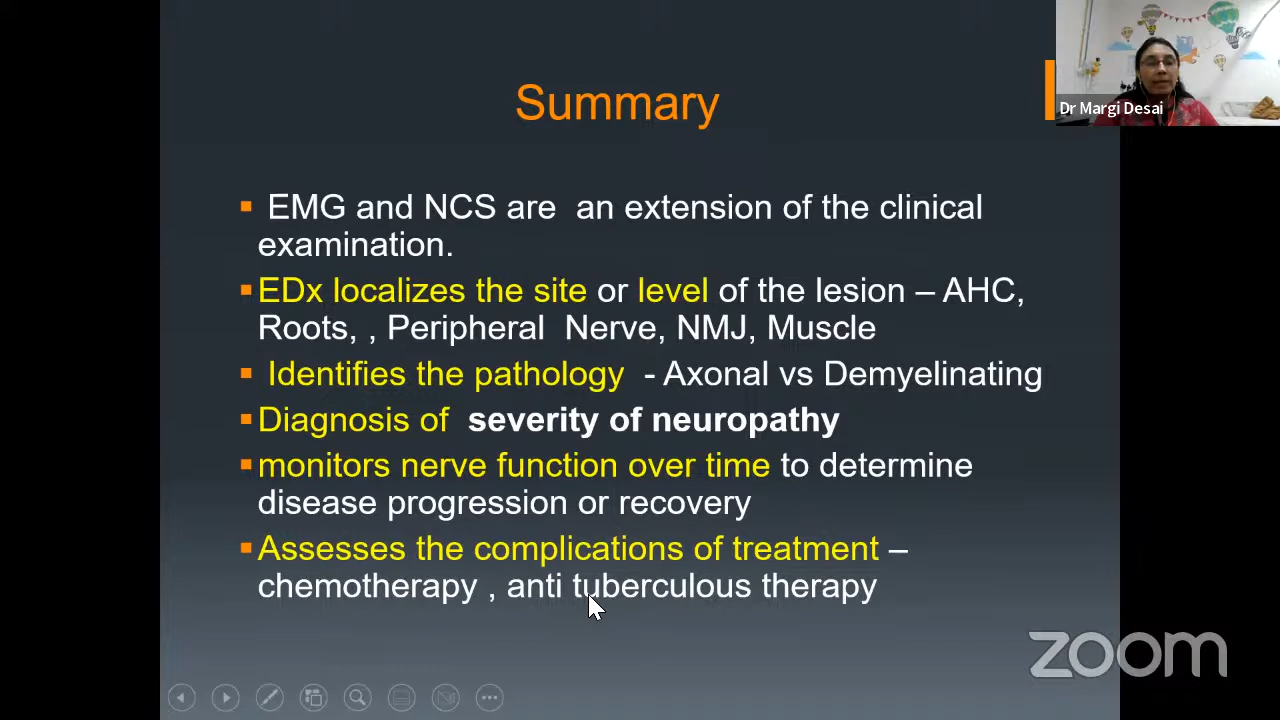 Summary
Dr Margi Desai
EMG and NCS are an extension of the clinical
examination.
EDx localizes the site or level of the lesion – AHC,
Roots, , Peripheral Nerve, NMJ, Muscle
Identifies the pathology - Axonal vs Demyelinating
Diagnosis of severity of neuropathy
monitors nerve function over time to determine
disease progression or recovery
Assesses the complications of treatment –
chemotherapy , anti tuberculous therapy
zoom